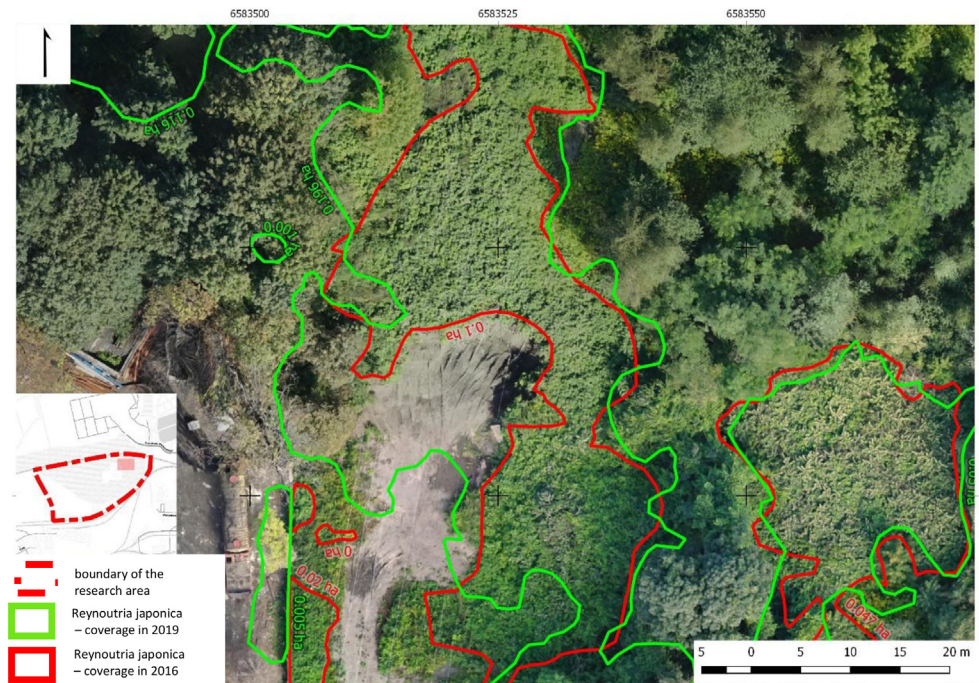 6583500 6583525 6583550
0.116 ha
0.196 ha
0.001 ha
0.1 ha
0 ha
0.02 ha
0.005 ha
0.047 ha
boundary of the
research area
Reynoutria japonica
– coverage in 2019
Reynoutria japonica
– coverage in 2016
5 0 5 10 15 20 m